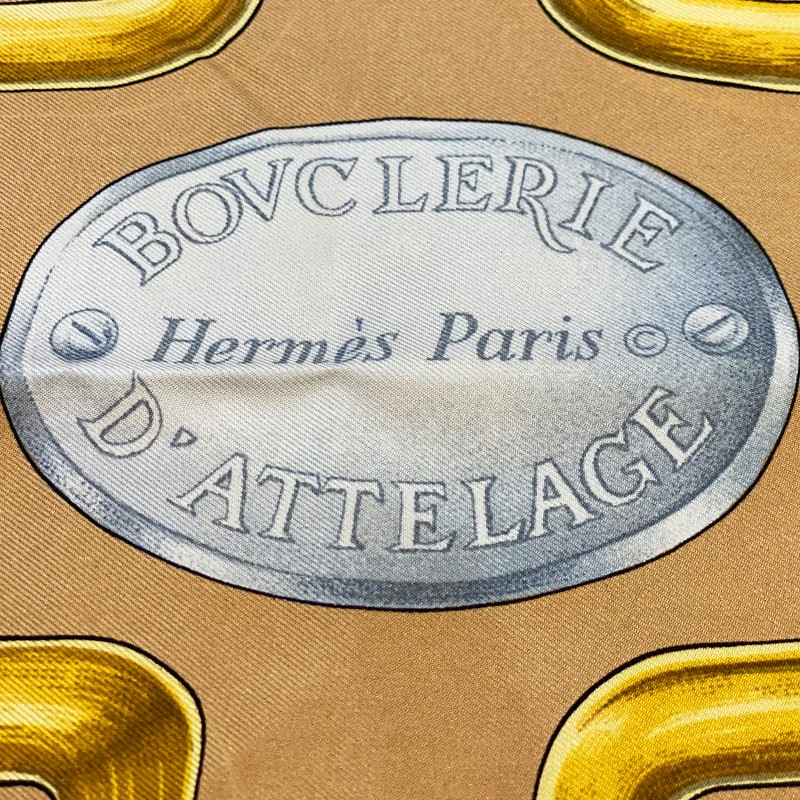 BOVCLERIE
Hermès Paris ©
D'ATTELAGE